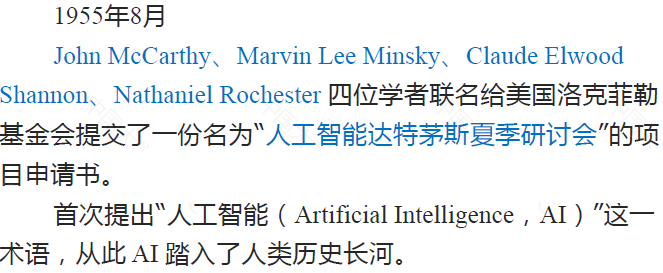 1955年8月
John McCarthy、Marvin Lee Minsky、Claude Elwood
Shannon、Nathaniel Rochester 四位学者联名给美国洛克菲勒
基金会提交了一份名为“人工智能达特茅斯夏季研讨会”的项
目申请书。
首次提出“人工智能（Artificial Intelligence，AI）”这一
术语，从此 AI 踏入了人类历史长河。